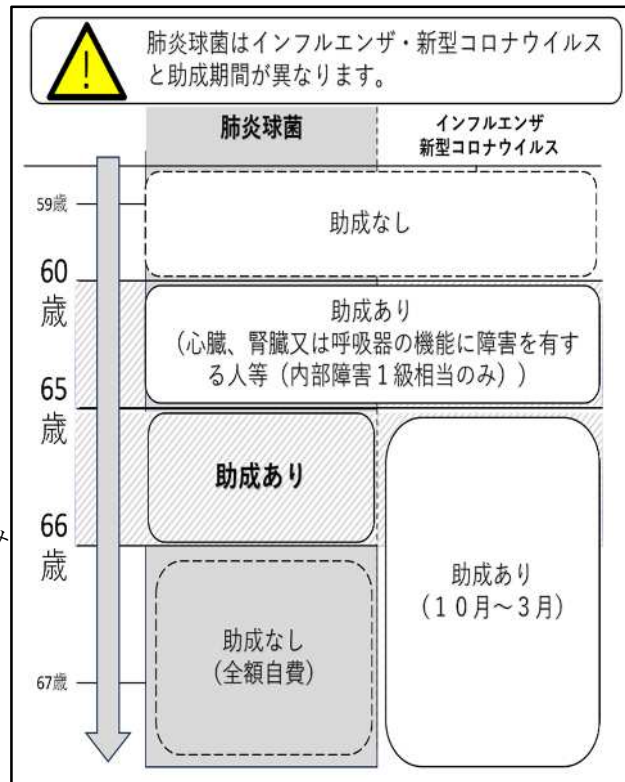 肺炎球菌はインフルエンザ・新型コロナウイルス
と助成期間が異なります。
肺炎球菌
インフルエンザ
新型コロナウイルス
59歳
助成なし
60
歳
助成あり
(心臓、腎臓又は呼吸器の機能に障害を有す
る人等（内部障害１級相当のみ）)
65
歳
助成あり
66
歳
み
助成あり
(１０月～３月)
助成なし
(全額自費)
67歳